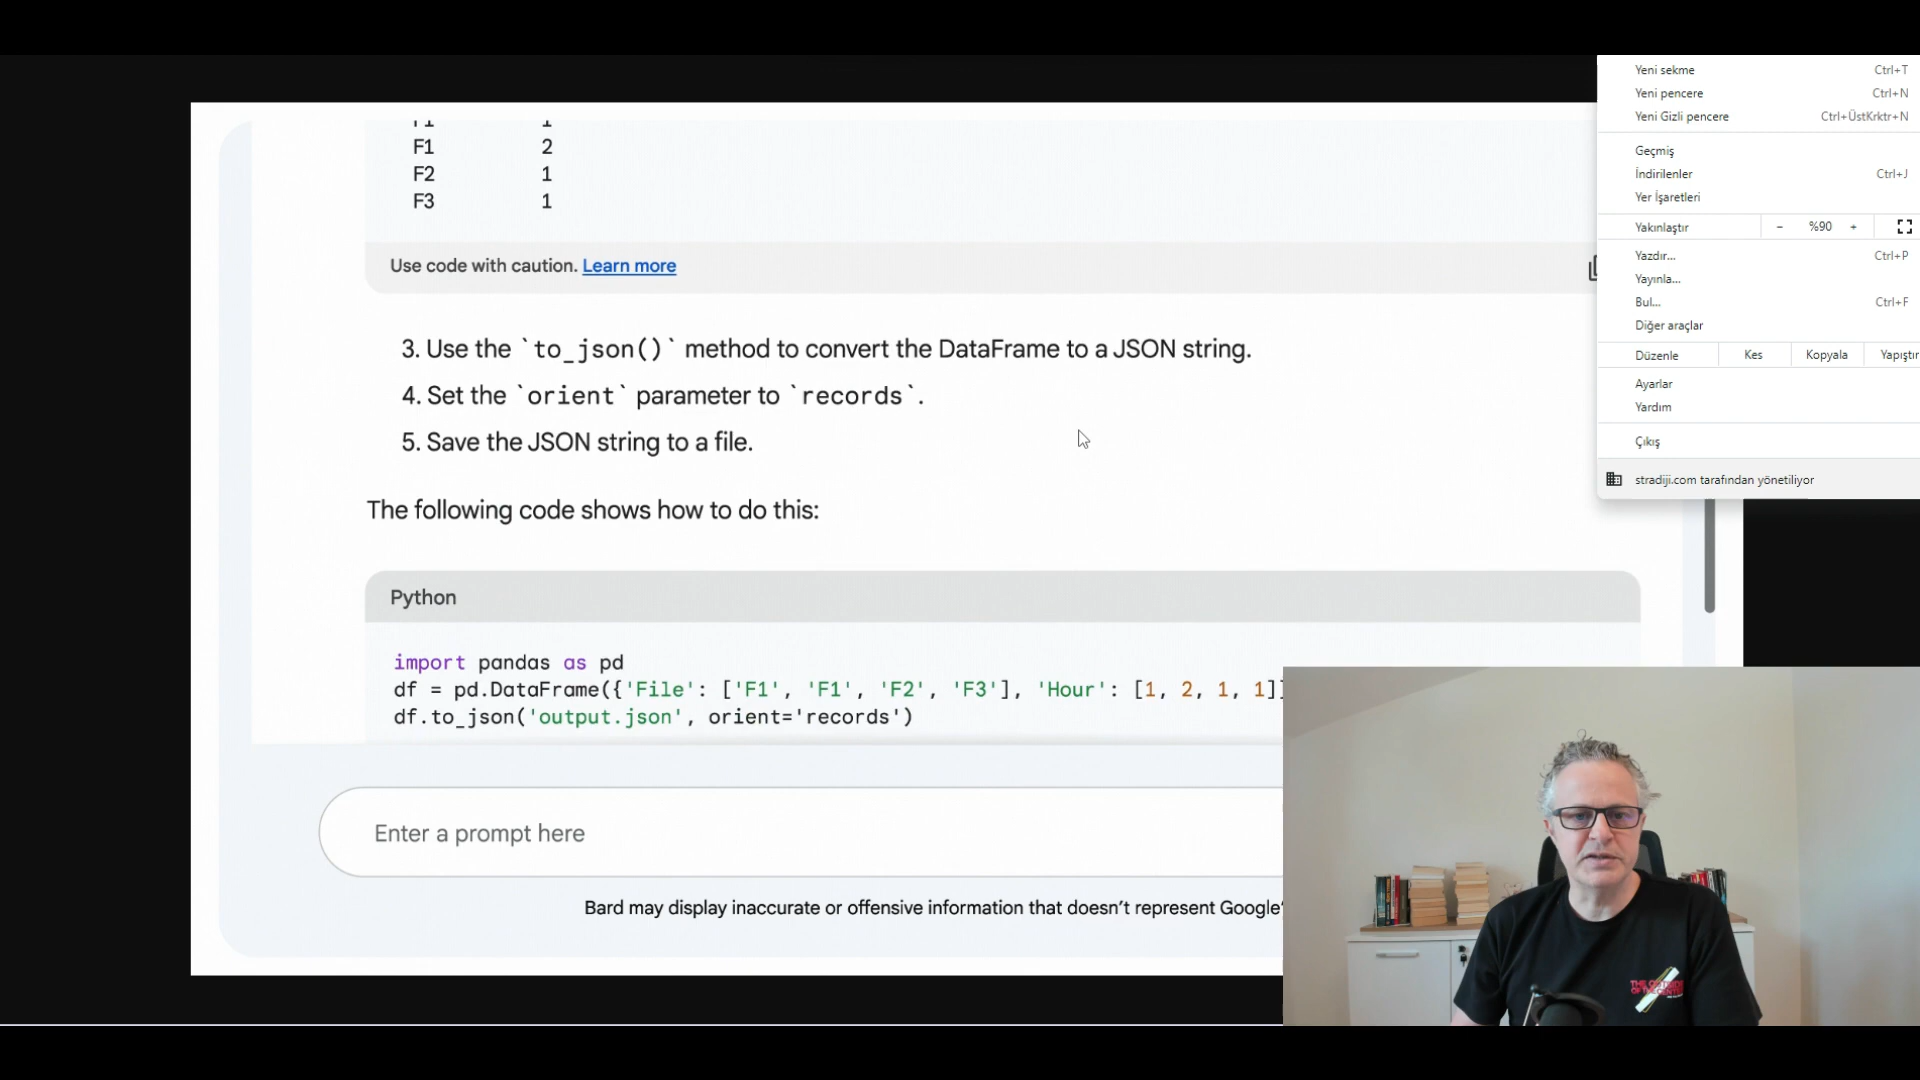 F1 1
F1 2
F2 1
F3 1
Use code with caution. Learn more
3. Use the `to_json()` method to convert the DataFrame to a JSON string.
4. Set the `orient` parameter to `records`.
5. Save the JSON string to a file.
The following code shows how to do this:
Python
import pandas as pd
df = pd.DataFrame({'File': ['F1', 'F1', 'F2', 'F3'], 'Hour': [1, 2, 1, 1]}
df.to_json('output.json', orient='records')
Enter a prompt here
Bard may display inaccurate or offensive information that doesn't represent Google'
Yeni sekme Ctrl+T
Yeni pencere Ctrl+N
Yeni Gizli pencere Ctrl+ÜstKrktr+N
Geçmiş
İndirilenler Ctrl+J
Yer İşaretleri
Yakınlaştır - %90 +
Yazdır... Ctrl+P
Yayınla...
Bul... Ctrl+F
Diğer araçlar
Düzenle Kes Kopyala Yapıştır
Ayarlar
Yardım
Çıkış
stradiji.com tarafından yönetiliyor